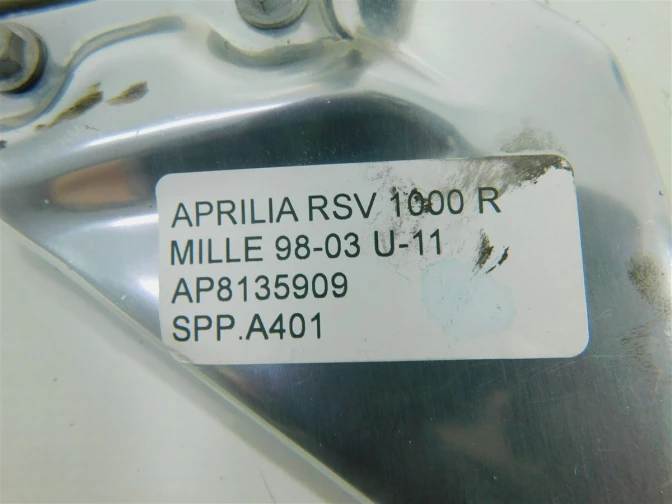 APRILIA RSV 1000 R
MILLE 98-03 U-11
AP8135909
SPP.A401